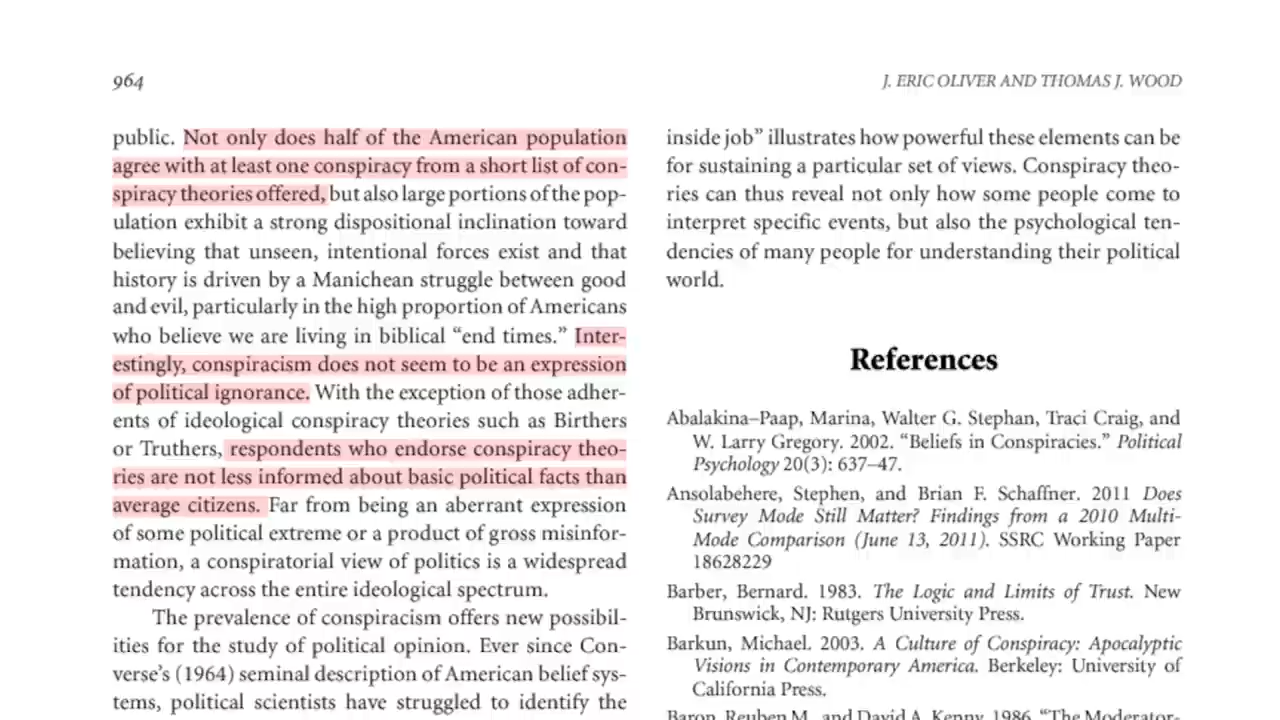 964
J. ERIC OLIVER AND THOMAS J. WOOD
public. Not only does half of the American population
agree with at least one conspiracy from a short list of con-
spiracy theories offered, but also large portions of the pop-
ulation exhibit a strong dispositional inclination toward
believing that unseen, intentional forces exist and that
history is driven by a Manichean struggle between good
and evil, particularly in the high proportion of Americans
who believe we are living in biblical “end times.” Inter-
estingly, conspiracism does not seem to be an expression
of political ignorance. With the exception of those adher-
ents of ideological conspiracy theories such as Birthers
or Truthers, respondents who endorse conspiracy theo-
ries are not less informed about basic political facts than
average citizens. Far from being an aberrant expression
of some political extreme or a product of gross misinfor-
mation, a conspiratorial view of politics is a widespread
tendency across the entire ideological spectrum.
The prevalence of conspiracism offers new possibil-
ities for the study of political opinion. Ever since Con-
verse’s (1964) seminal description of American belief sys-
tems, political scientists have struggled to identify the
inside job” illustrates how powerful these elements can be
for sustaining a particular set of views. Conspiracy theo-
ries can thus reveal not only how some people come to
interpret specific events, but also the psychological ten-
dencies of many people for understanding their political
world.
References
Abalakina–Paap, Marina, Walter G. Stephan, Traci Craig, and
W. Larry Gregory. 2002. “Beliefs in Conspiracies.” Political
Psychology 20(3): 637–47.
Ansolabehere, Stephen, and Brian F. Schaffner. 2011 Does
Survey Mode Still Matter? Findings from a 2010 Multi-
Mode Comparison (June 13, 2011). SSRC Working Paper
18628229
Barber, Bernard. 1983. The Logic and Limits of Trust. New
Brunswick, NJ: Rutgers University Press.
Barkun, Michael. 2003. A Culture of Conspiracy: Apocalyptic
Visions in Contemporary America. Berkeley: University of
California Press.
Baron, Reuben M., and David A. Kenny. 1986. “The Moderator-